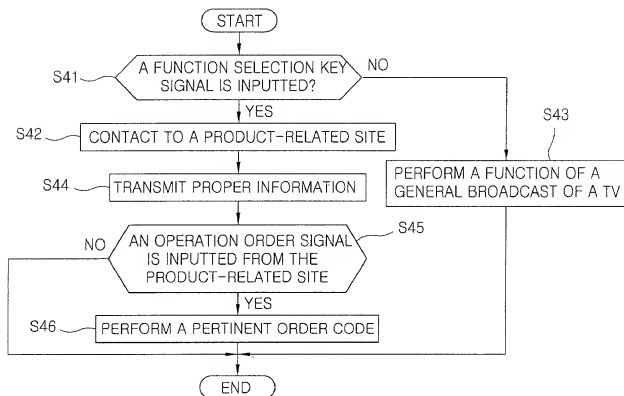 START
S41
A FUNCTION SELECTION KEY
SIGNAL IS INPUTTED?
NO
YES
S42
CONTACT TO A PRODUCT-RELATED SITE
S43
PERFORM A FUNCTION OF A
GENERAL BROADCAST OF A TV
S44
TRANSMIT PROPER INFORMATION
S45
NO
AN OPERATION ORDER SIGNAL
IS INPUTTED FROM THE
PRODUCT-RELATED SITE
YES
S46
PERFORM A PERTINENT ORDER CODE
END